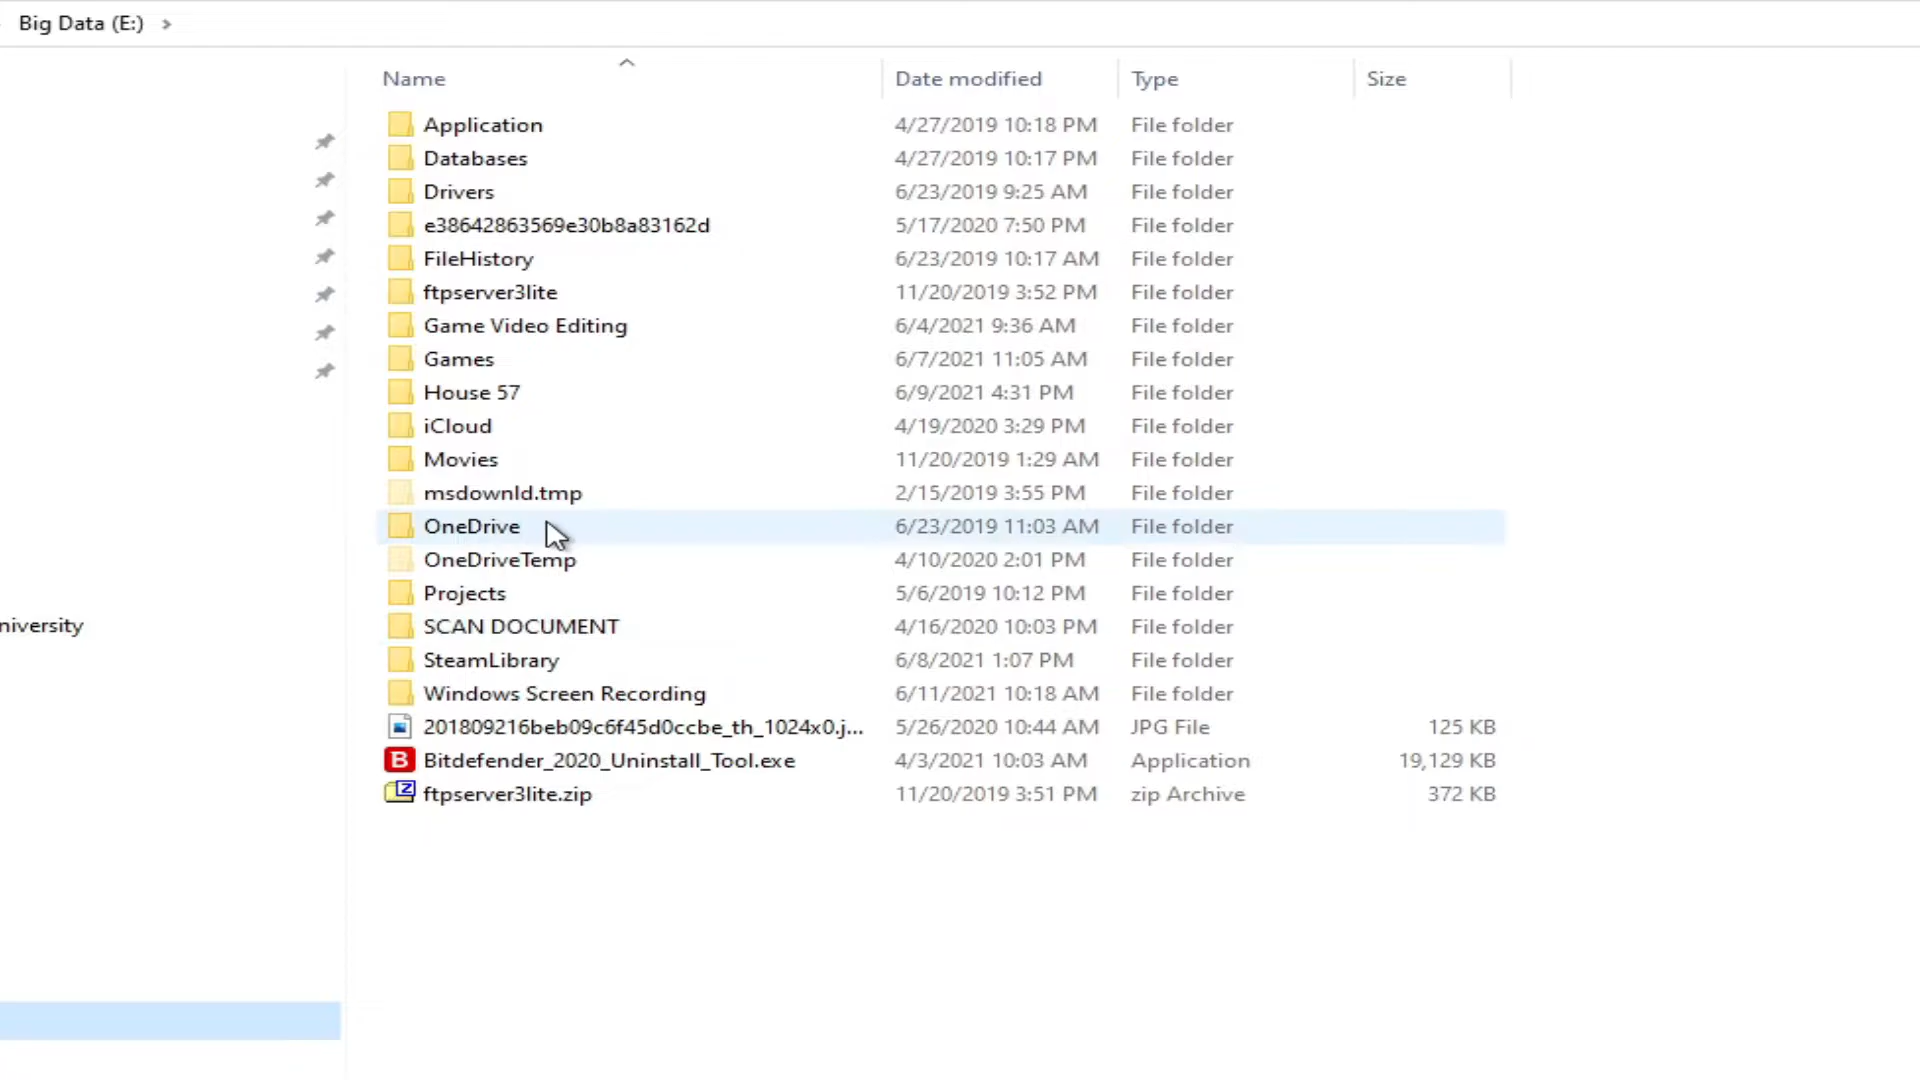 Big Data (E:) >
Name Date modified Type Size
Application 4/27/2019 10:18 PM File folder
Databases 4/27/2019 10:17 PM File folder
Drivers 6/23/2019 9:25 AM File folder
e38642863569e30b8a83162d 5/17/2020 7:50 PM File folder
FileHistory 6/23/2019 10:17 AM File folder
ftpserver3lite 11/20/2019 3:52 PM File folder
Game Video Editing 6/4/2021 9:36 AM File folder
Games 6/7/2021 11:05 AM File folder
House 57 6/9/2021 4:31 PM File folder
iCloud 4/19/2020 3:29 PM File folder
Movies 11/20/2019 1:29 AM File folder
msdownld.tmp 2/15/2019 3:55 PM File folder
OneDrive 6/23/2019 11:03 AM File folder
OneDriveTemp 4/10/2020 2:01 PM File folder
Projects 5/6/2019 10:12 PM File folder
niversity
SCAN DOCUMENT 4/16/2020 10:03 PM File folder
SteamLibrary 6/8/2021 1:07 PM File folder
Windows Screen Recording 6/11/2021 10:18 AM File folder
201809216beb09c6f45d0ccbe_th_1024x0.j... 5/26/2020 10:44 AM JPG File 125 KB
B Bitdefender_2020_Uninstall_Tool.exe 4/3/2021 10:03 AM Application 19,129 KB
Z ftpserver3lite.zip 11/20/2019 3:51 PM zip Archive 372 KB